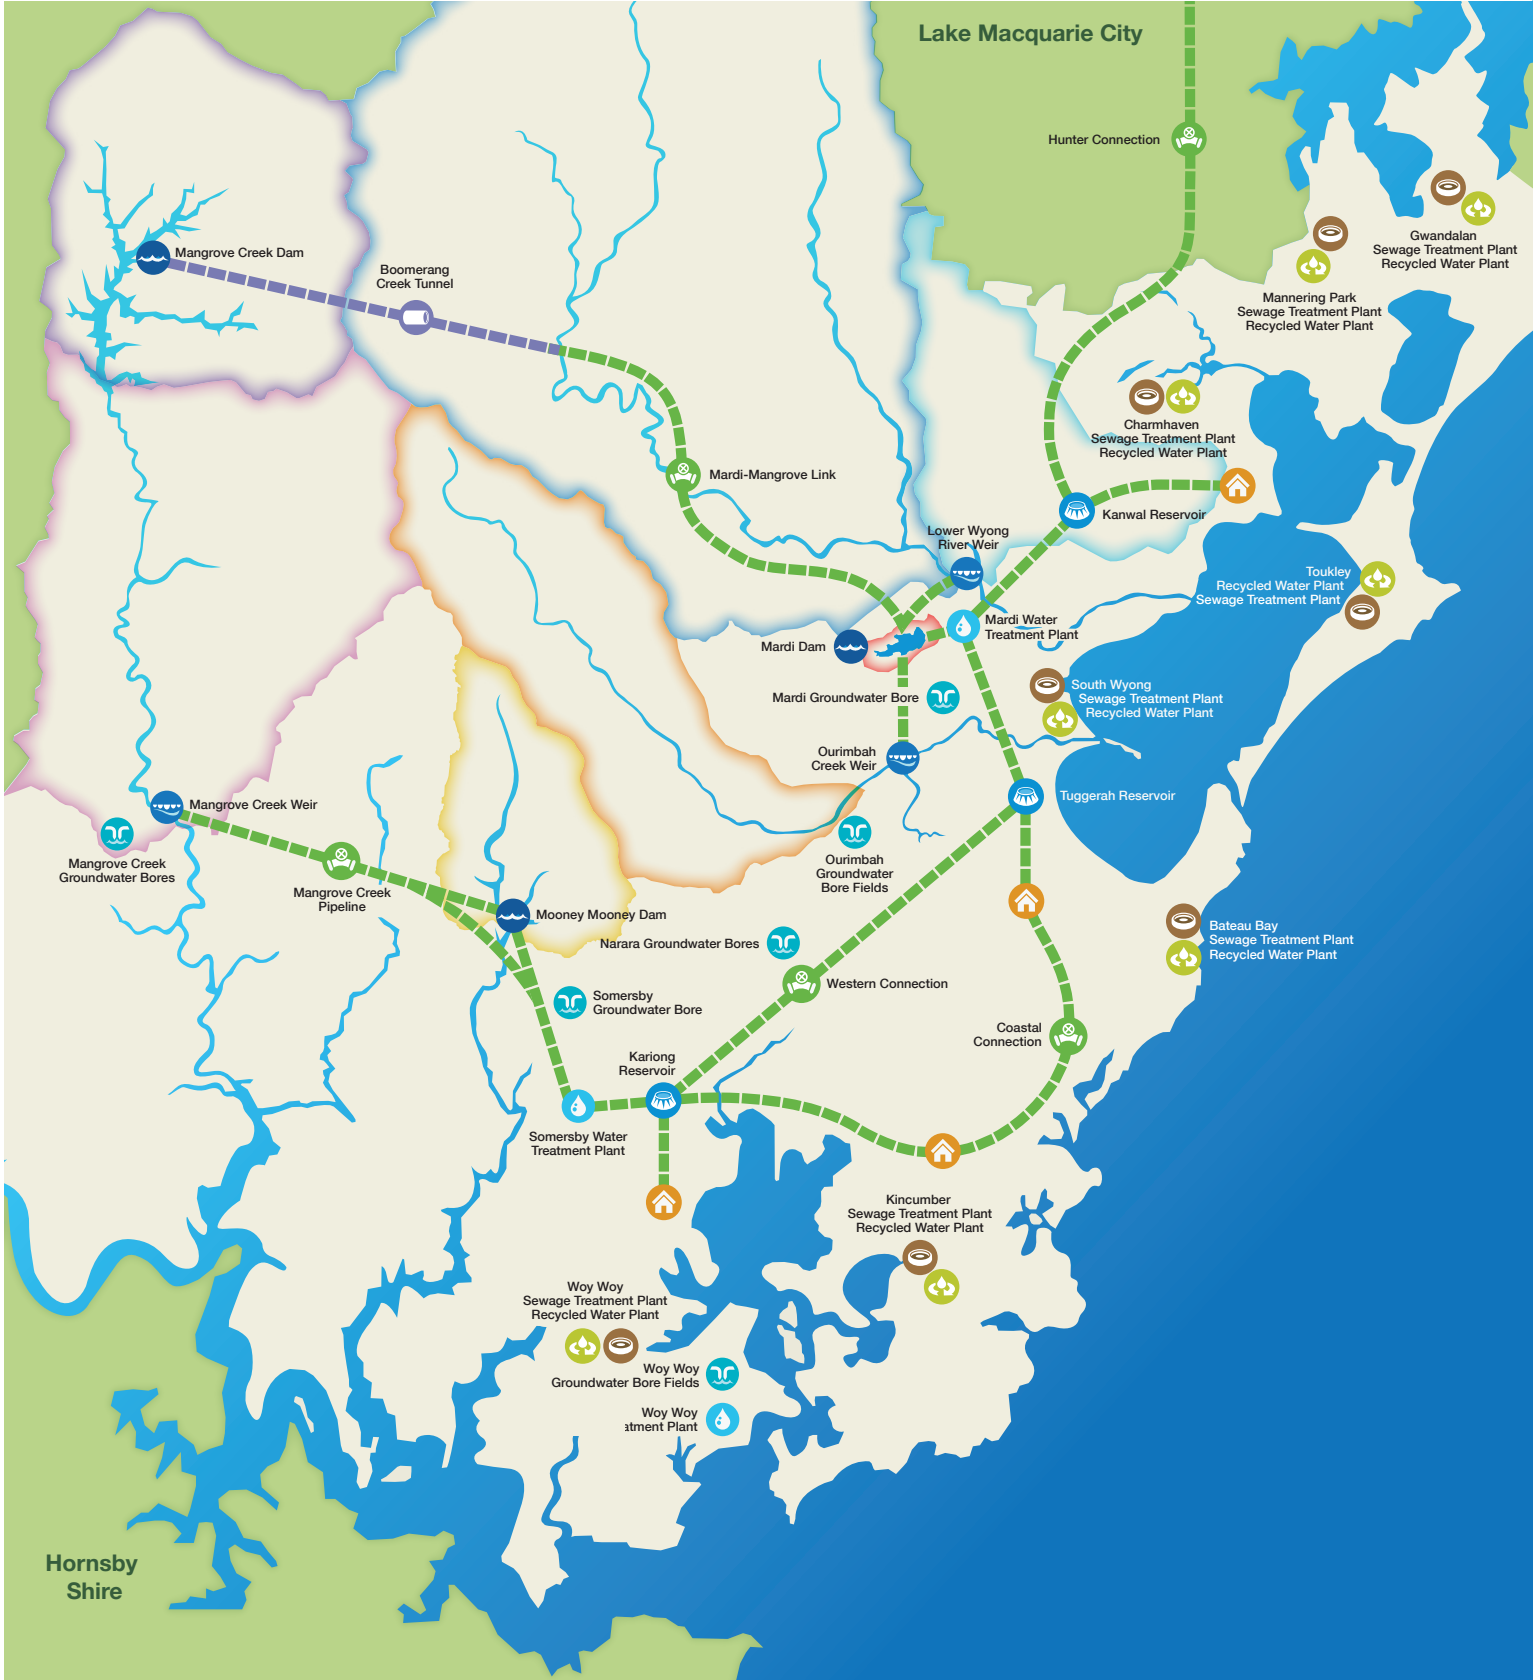 Lake Macquarie City
Hunter Connection
Gwandalan
Sewage Treatment Plant
Recycled Water Plant
Mangrove Creek Dam
Boomerang
Creek Tunnel
Mannering Park
Sewage Treatment Plant
Recycled Water Plant
Charmhaven
Sewage Treatment Plant
Recycled Water Plant
Mardi-Mangrove Link
Kanwal Reservoir
Lower Wyong
River Weir
Toukley
Recycled Water Plant
Sewage Treatment Plant
Mardi Water
Treatment Plant
Mardi Dam
South Wyong
Sewage Treatment Plant
Recycled Water Plant
Mardi Groundwater Bore
Ourimbah
Creek Weir
Tuggerah Reservoir
Mangrove Creek Weir
Mangrove Creek
Groundwater Bores
Mangrove Creek
Pipeline
Ourimbah
Groundwater
Bore Fields
Mooney Mooney Dam
Narara Groundwater Bores
Bateau Bay
Sewage Treatment Plant
Recycled Water Plant
Western Connection
Somersby
Groundwater Bore
Coastal
Connection
Kariong
Reservoir
Somersby Water
Treatment Plant
Kincumber
Sewage Treatment Plant
Recycled Water Plant
Woy Woy
Sewage Treatment Plant
Recycled Water Plant
Woy Woy
Groundwater Bore Fields
Woy Woy
atment Plant
Hornsby
Shire